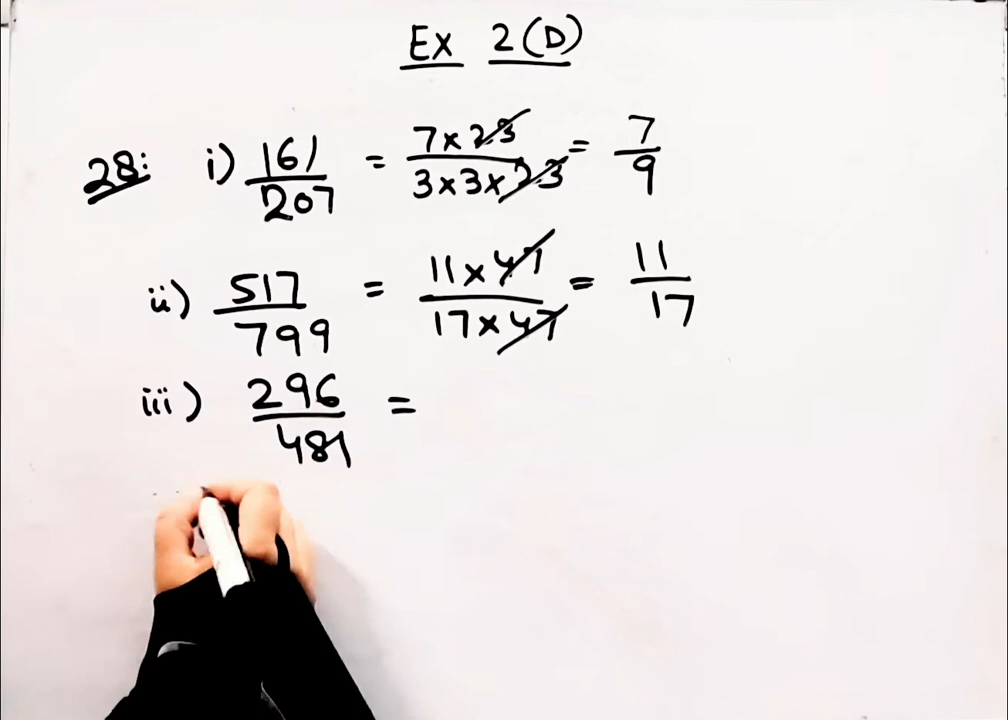 Ex 2(D)
28: i) 161/207 = 7 x 23 / 3 x 3 x 23 = 7/9
ii) 517/799 = 11 x 47 / 17 x 47 = 11/17
iii) 296/481 =